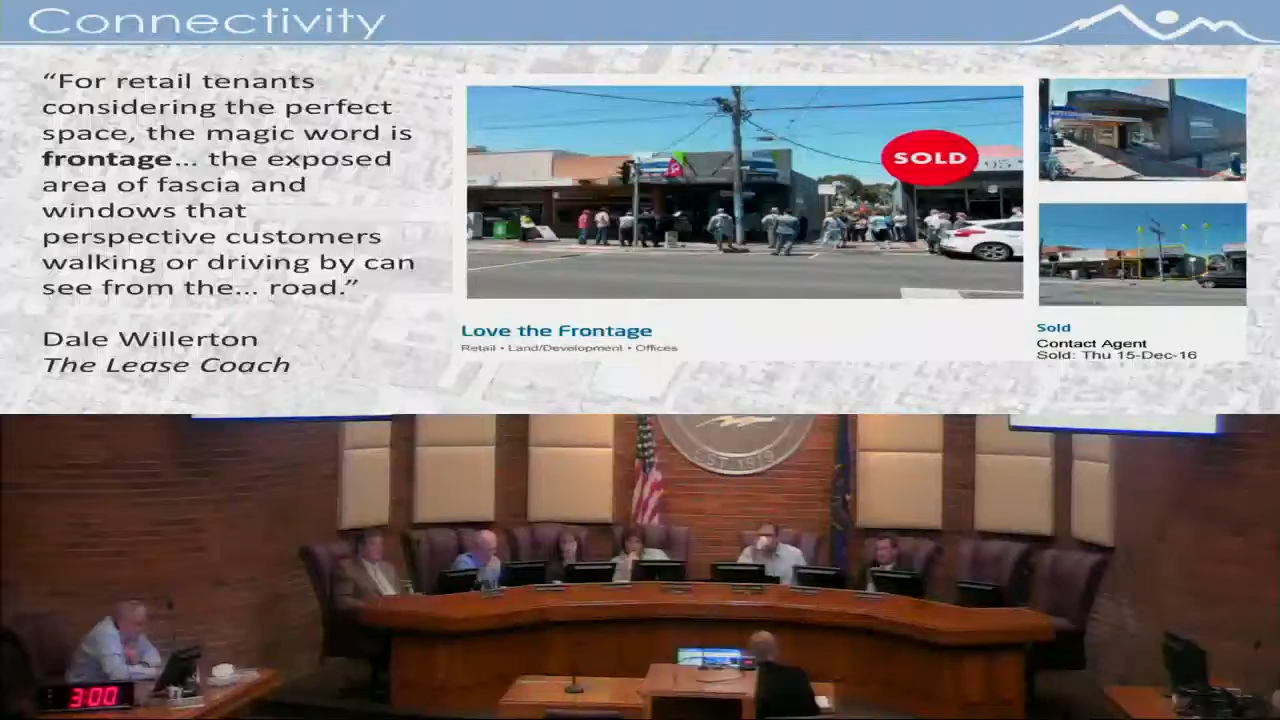 Connectivity
“For retail tenants
considering the perfect
space, the magic word is
frontage... the exposed
area of fascia and
windows that
perspective customers
walking or driving by can
see from the... road.”
Dale Willerton
The Lease Coach
SOLD
Love the Frontage
Retail • Land/Development • Offices
Sold
Contact Agent
Sold: Thu 15-Dec-16
EST 1919
3:00